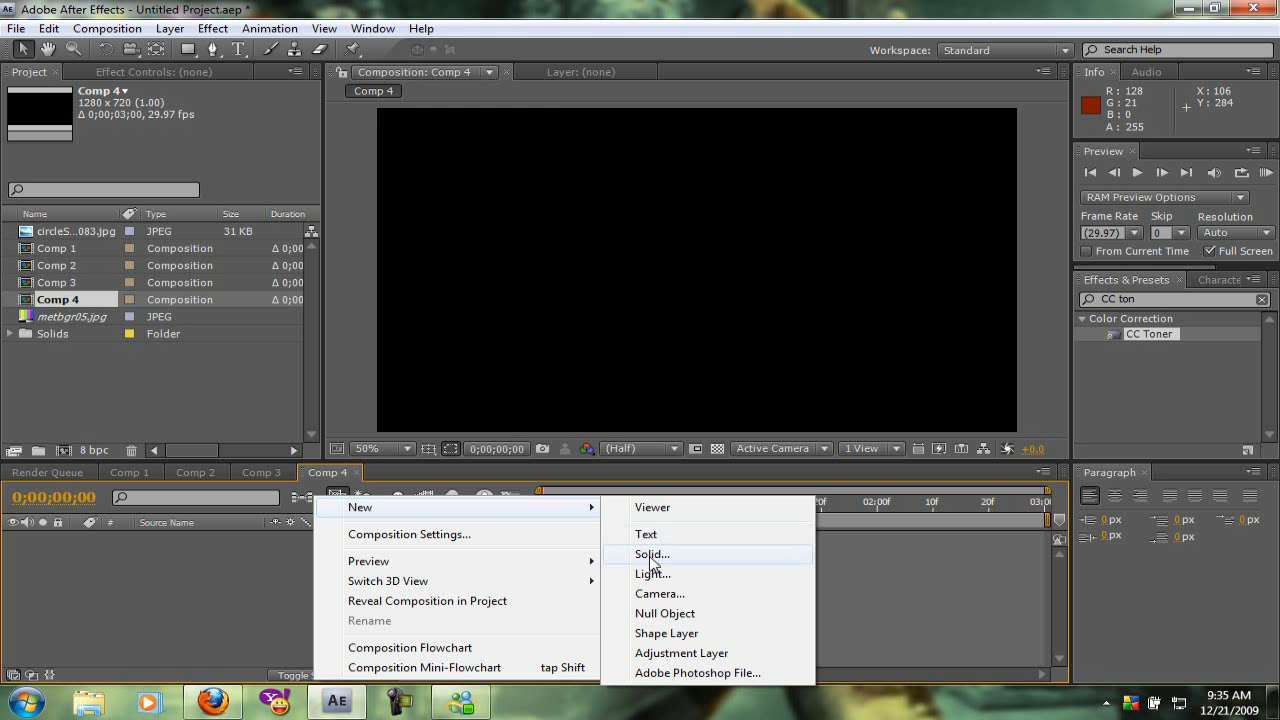 AE Adobe After Effects - Untitled Project.aep *
File Edit Composition Layer Effect Animation View Window Help
Workspace: Standard Search Help
Project Effect Controls: (none)
Comp 4
1280 x 720 (1.00)
Δ 0;00;03;00, 29.97 fps
Name Type Size Duration
circleS...083.jpg JPEG 31 KB
Comp 1 Composition Δ 0;00
Comp 2 Composition Δ 0;00
Comp 3 Composition Δ 0;00
Comp 4 Composition Δ 0;00
metbgr05.jpg JPEG
Solids Folder
8 bpc
Composition: Comp 4 Layer: (none)
Comp 4
50% 0;00;00;00 (Half) Active Camera 1 View +0.0
Info Audio
R : 128 X : 106
G : 21 Y : 284
B : 0
A : 255
Preview
RAM Preview Options
Frame Rate Skip Resolution
(29.97) 0 Auto
From Current Time Full Screen
Effects & Presets Characte
CC ton
Color Correction
CC Toner
Render Queue Comp 1 Comp 2 Comp 3 Comp 4
0;00;00;00
20f 02:00f 10f 20f 03:0
# Source Name
Toggle S
New
Composition Settings...
Preview
Switch 3D View
Reveal Composition in Project
Rename
Composition Flowchart
Composition Mini-Flowchart tap Shift
Viewer
Text
Solid...
Light...
Camera...
Null Object
Shape Layer
Adjustment Layer
Adobe Photoshop File...
Paragraph
0 px 0 px 0 px
0 px 0 px
AE
9:35 AM
12/21/2009